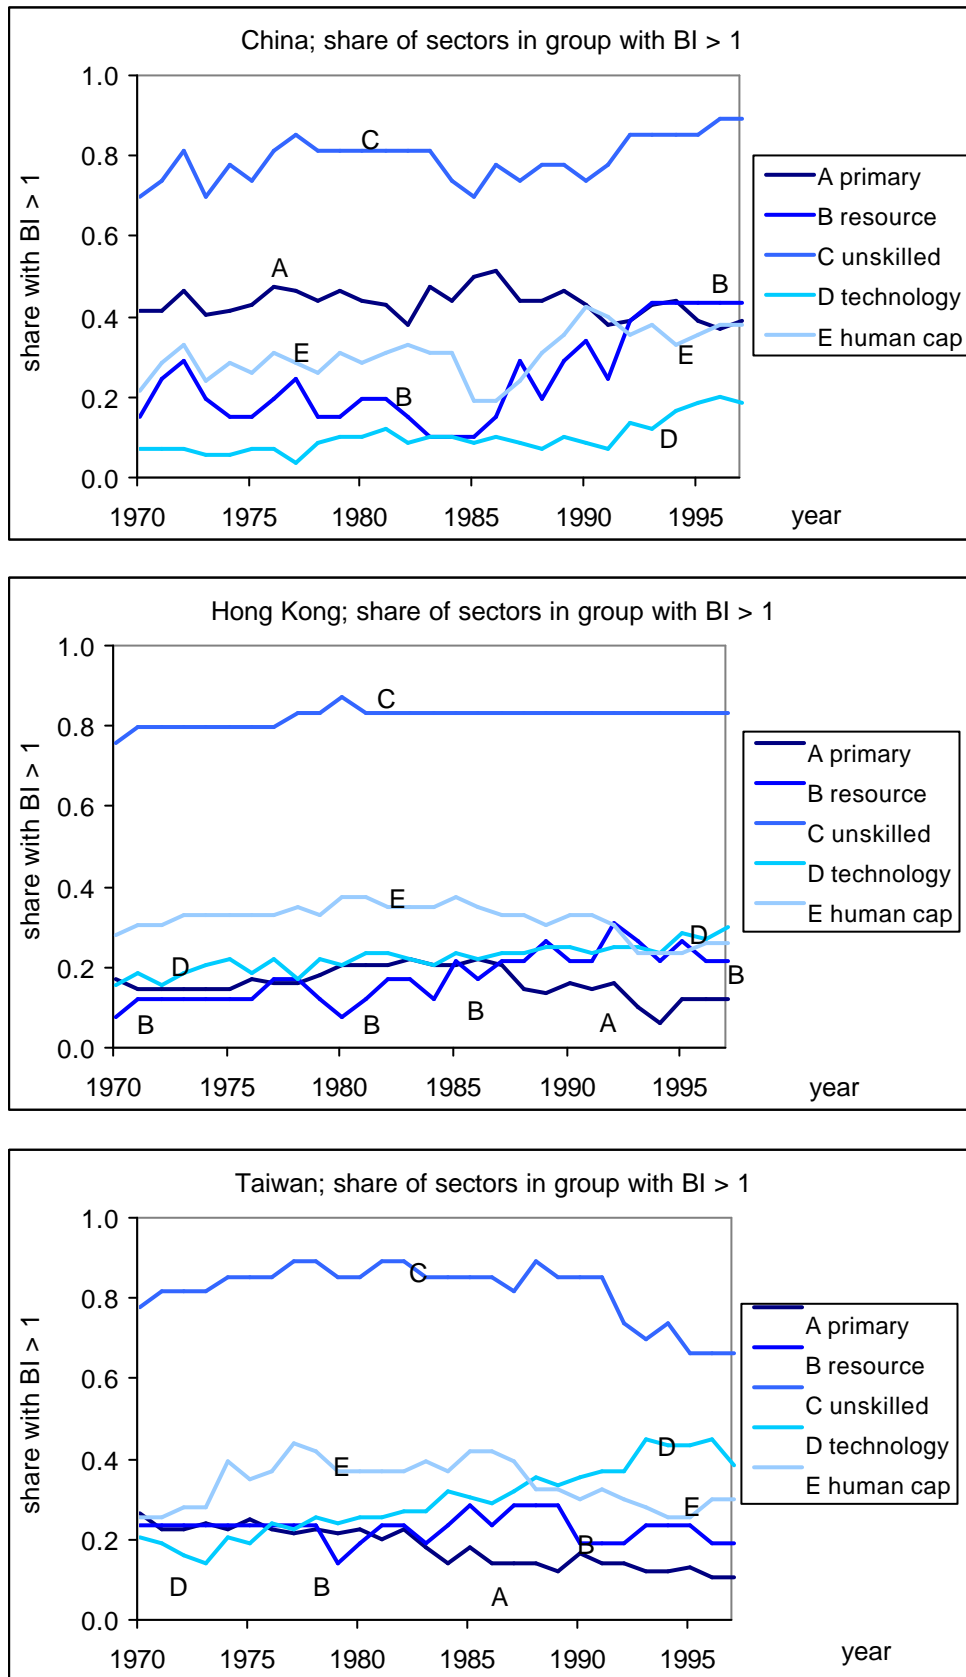 China; share of sectors in group with BI > 1
share with BI > 1
1.0
0.8
0.6
0.4
0.2
0.0
C
A
B
E
E
B
D
1970 1975 1980 1985 1990 1995 year
A primary
B resource
C unskilled
D technology
E human cap
Hong Kong; share of sectors in group with BI > 1
share with BI > 1
1.0
0.8
0.6
0.4
0.2
0.0
C
E
D
D
B
B
B
B
A
1970 1975 1980 1985 1990 1995 year
A primary
B resource
C unskilled
D technology
E human cap
Taiwan; share of sectors in group with BI > 1
share with BI > 1
1.0
0.8
0.6
0.4
0.2
0.0
C
D
E
E
B
D
B
A
1970 1975 1980 1985 1990 1995 year
A primary
B resource
C unskilled
D technology
E human cap